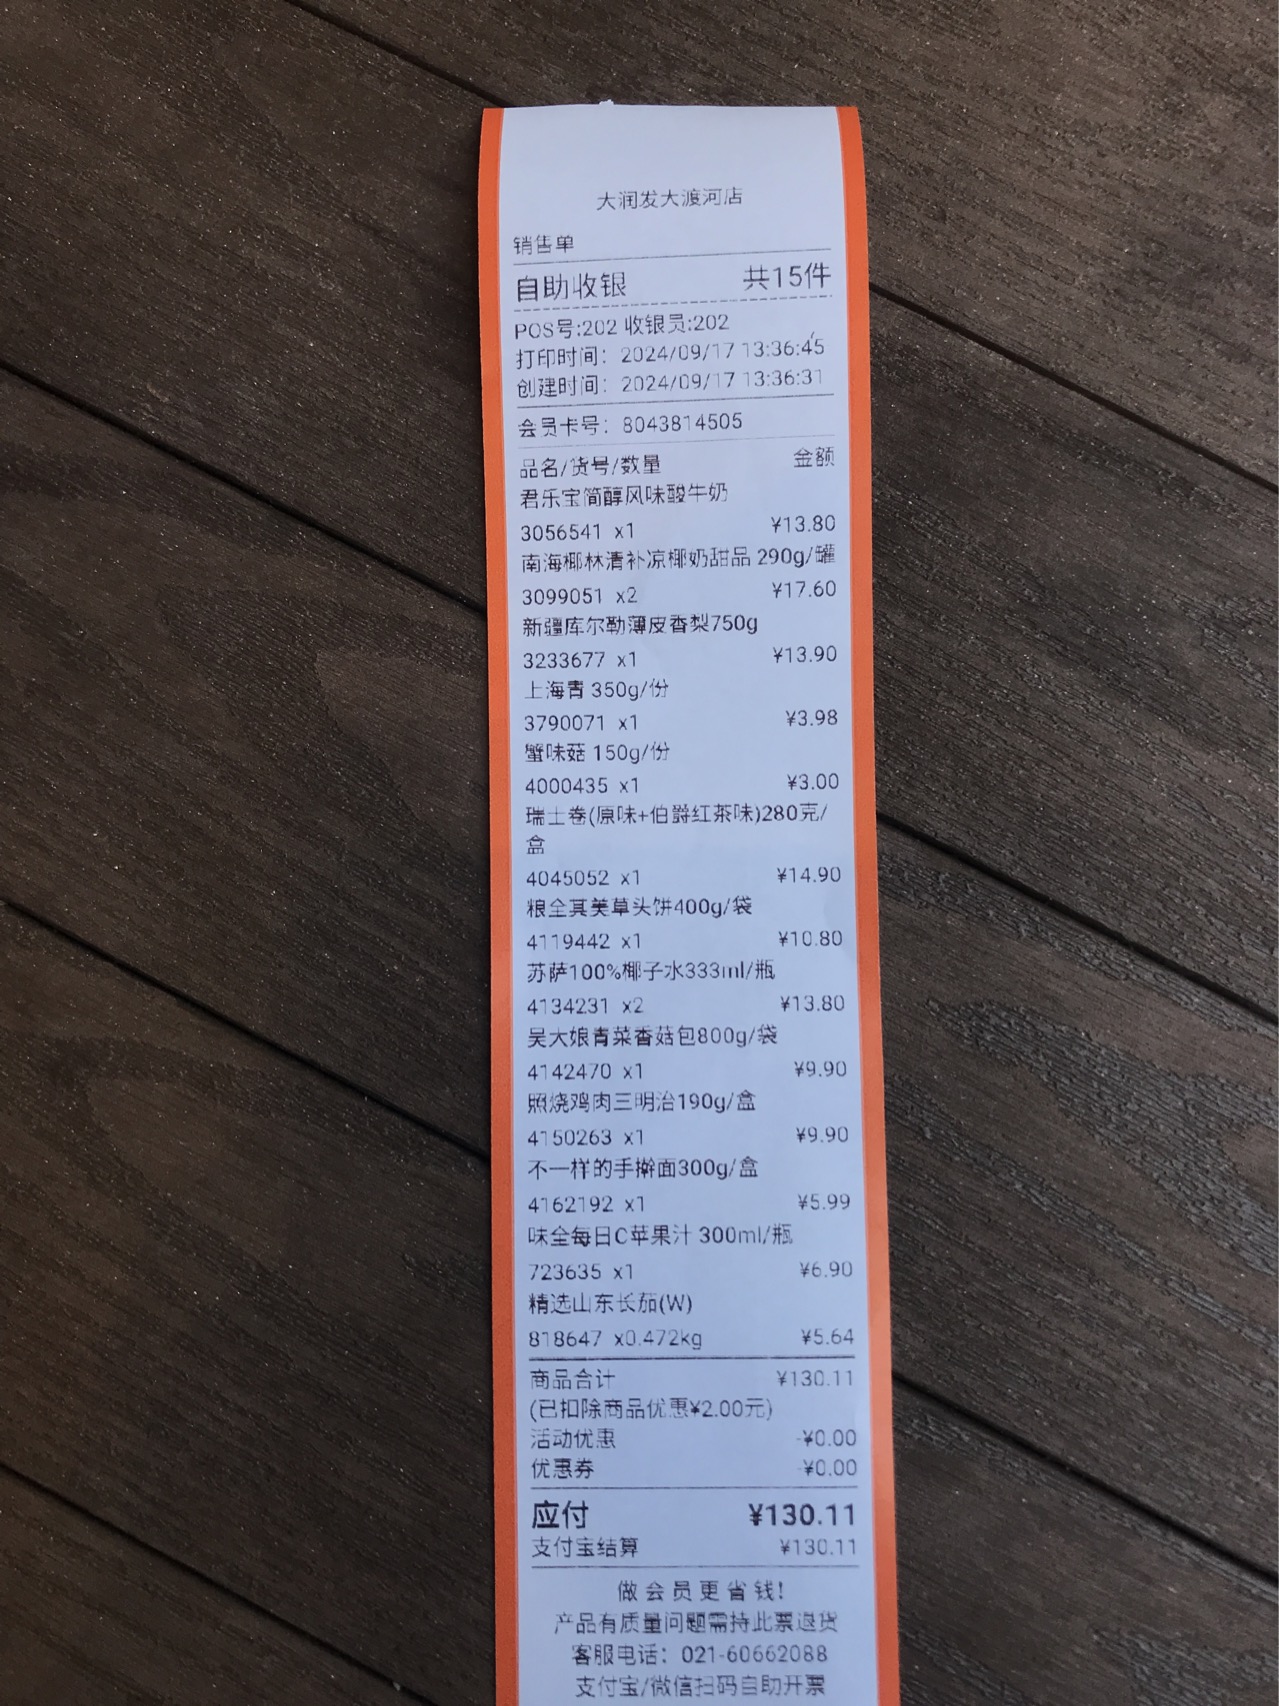 大润发大渡河店
销售单
自助收银 共15件
POS号:202 收银员:202
打印时间：2024/09/17 13:36:45
创建时间：2024/09/17 13:36:31
会员卡号：8043814505
品名/货号/数量 金额
君乐宝简醇风味酸牛奶
3056541 x1 ¥13.80
南海椰林清补凉椰奶甜品 290g/罐
3099051 x2 ¥17.60
新疆库尔勒薄皮香梨750g
3233677 x1 ¥13.90
上海青 350g/份
3790071 x1 ¥3.98
蟹味菇 150g/份
4000435 x1 ¥3.00
瑞士卷(原味+伯爵红茶味)280克/
盒
4045052 x1 ¥14.90
粮全其美草头饼400g/袋
4119442 x1 ¥10.80
苏萨100%椰子水333ml/瓶
4134231 x2 ¥13.80
吴大娘青菜香菇包800g/袋
4142470 x1 ¥9.90
照烧鸡肉三明治190g/盒
4150263 x1 ¥9.90
不一样的手擀面300g/盒
4162192 x1 ¥5.99
味全每日C苹果汁 300ml/瓶
723635 x1 ¥6.90
精选山东长茄(W)
818647 x0.472kg ¥5.64
商品合计 ¥130.11
(已扣除商品优惠¥2.00元)
活动优惠 -¥0.00
优惠券 -¥0.00
应付 ¥130.11
支付宝结算 ¥130.11
做会员更省钱!
产品有质量问题需持此票退货
客服电话：021-60662088
支付宝/微信扫码自助开票